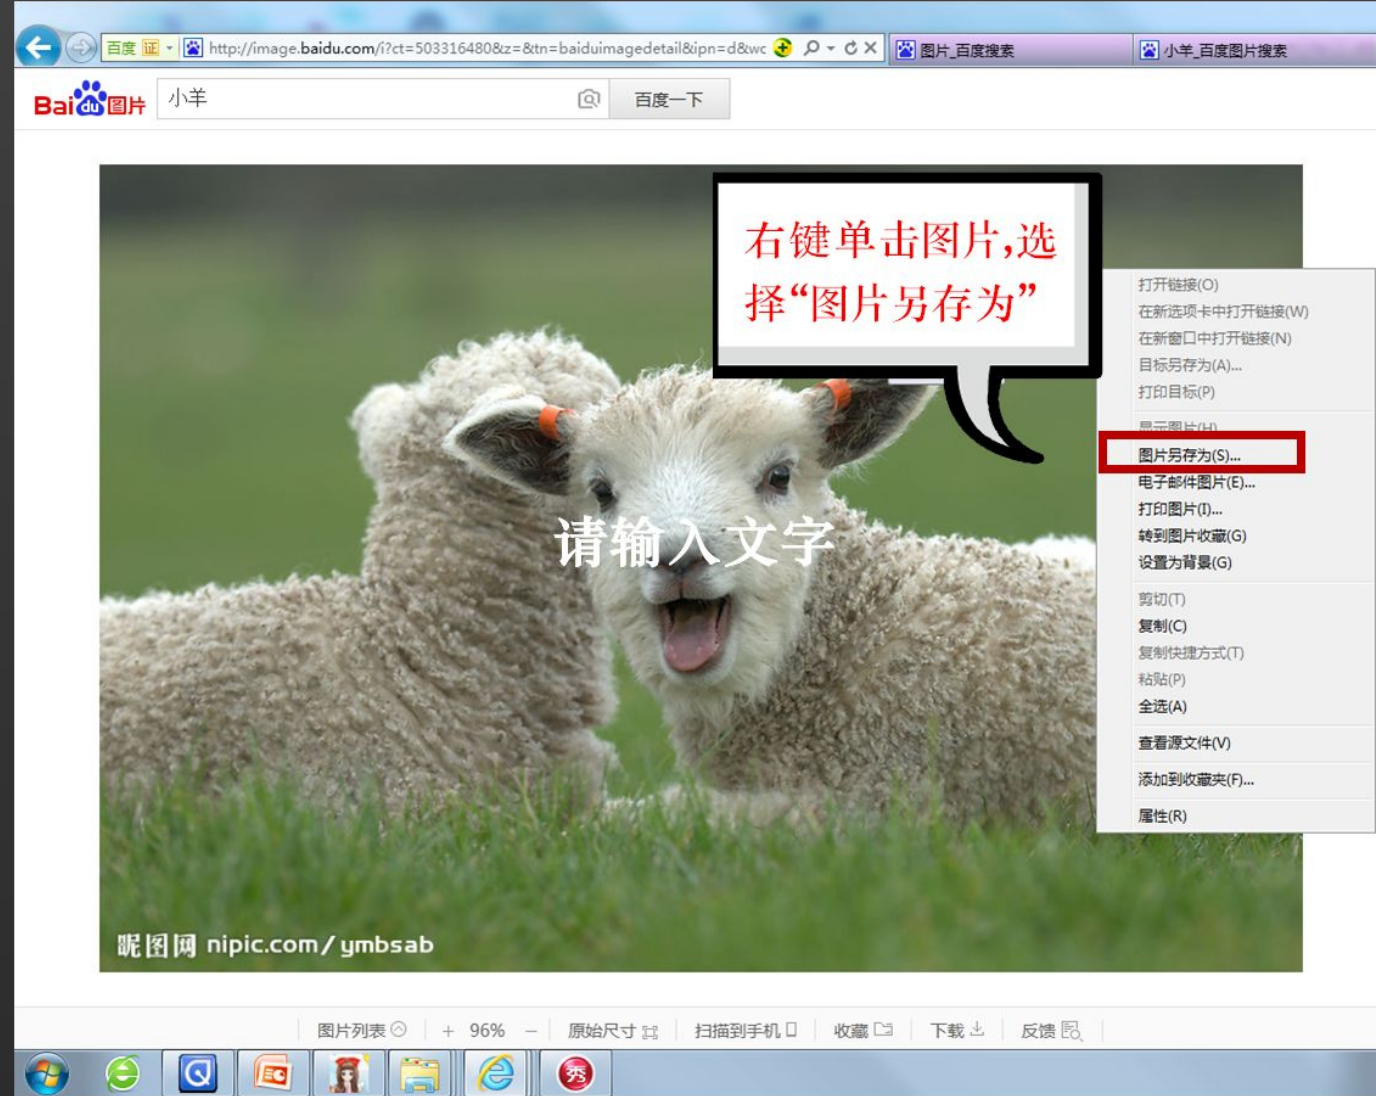 百度 证 http://image.baidu.com/i?ct=503316480&z=&tn=baiduimagedetail&ipn=d&wc
图片_百度搜索
小羊_百度图片搜索
Bai du 图片
小羊
百度一下
右键单击图片,选
择“图片另存为”
打开链接(O)
在新选项卡中打开链接(W)
在新窗口中打开链接(N)
目标另存为(A)...
打印目标(P)
显示图片(H)
图片另存为(S)...
电子邮件图片(E)...
打印图片(I)...
转到图片收藏(G)
设置为背景(G)
剪切(T)
复制(C)
复制快捷方式(T)
粘贴(P)
全选(A)
查看源文件(V)
添加到收藏夹(F)...
属性(R)
请输入文字
昵图网 nipic.com/ymbsab
图片列表 + 96% - 原始尺寸 扫描到手机 收藏 下载 反馈
秀